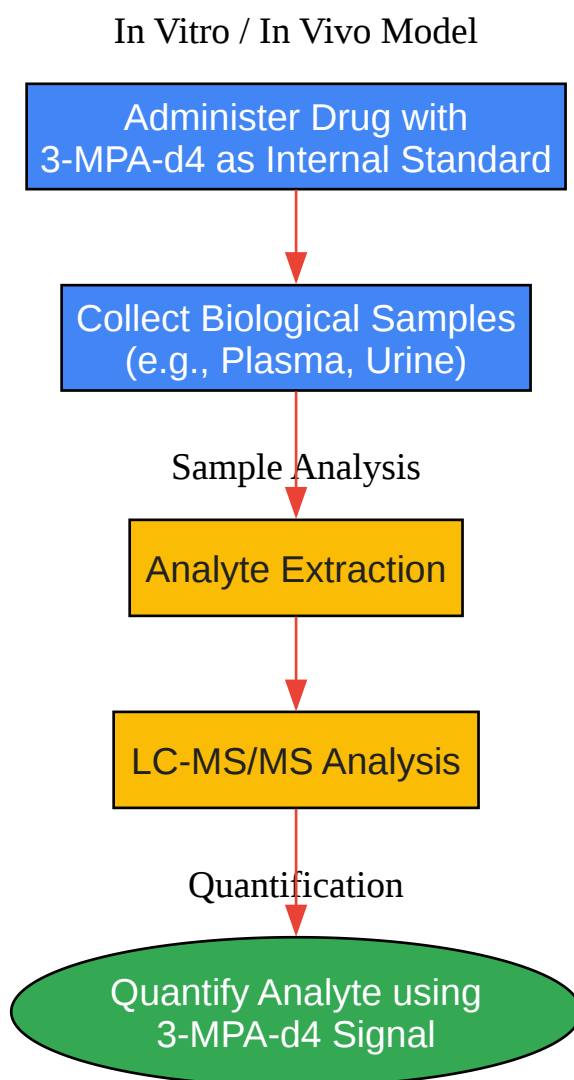 In Vitro / In Vivo Model
Administer Drug with
3-MPA-d4 as Internal Standard
Collect Biological Samples
(e.g., Plasma, Urine)
Sample Analysis
Analyte Extraction
LC-MS/MS Analysis
Quantification
Quantify Analyte using
3-MPA-d4 Signal